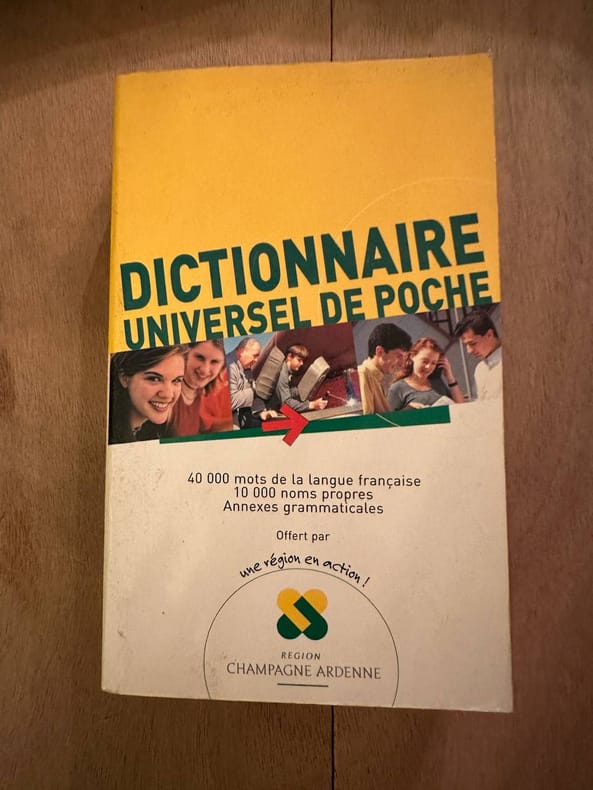 DICTIONNAIRE
UNIVERSEL DE POCHE
40 000 mots de la langue française
10 000 noms propres
Annexes grammaticales
Offert par
une région en action !
REGION
CHAMPAGNE ARDENNE